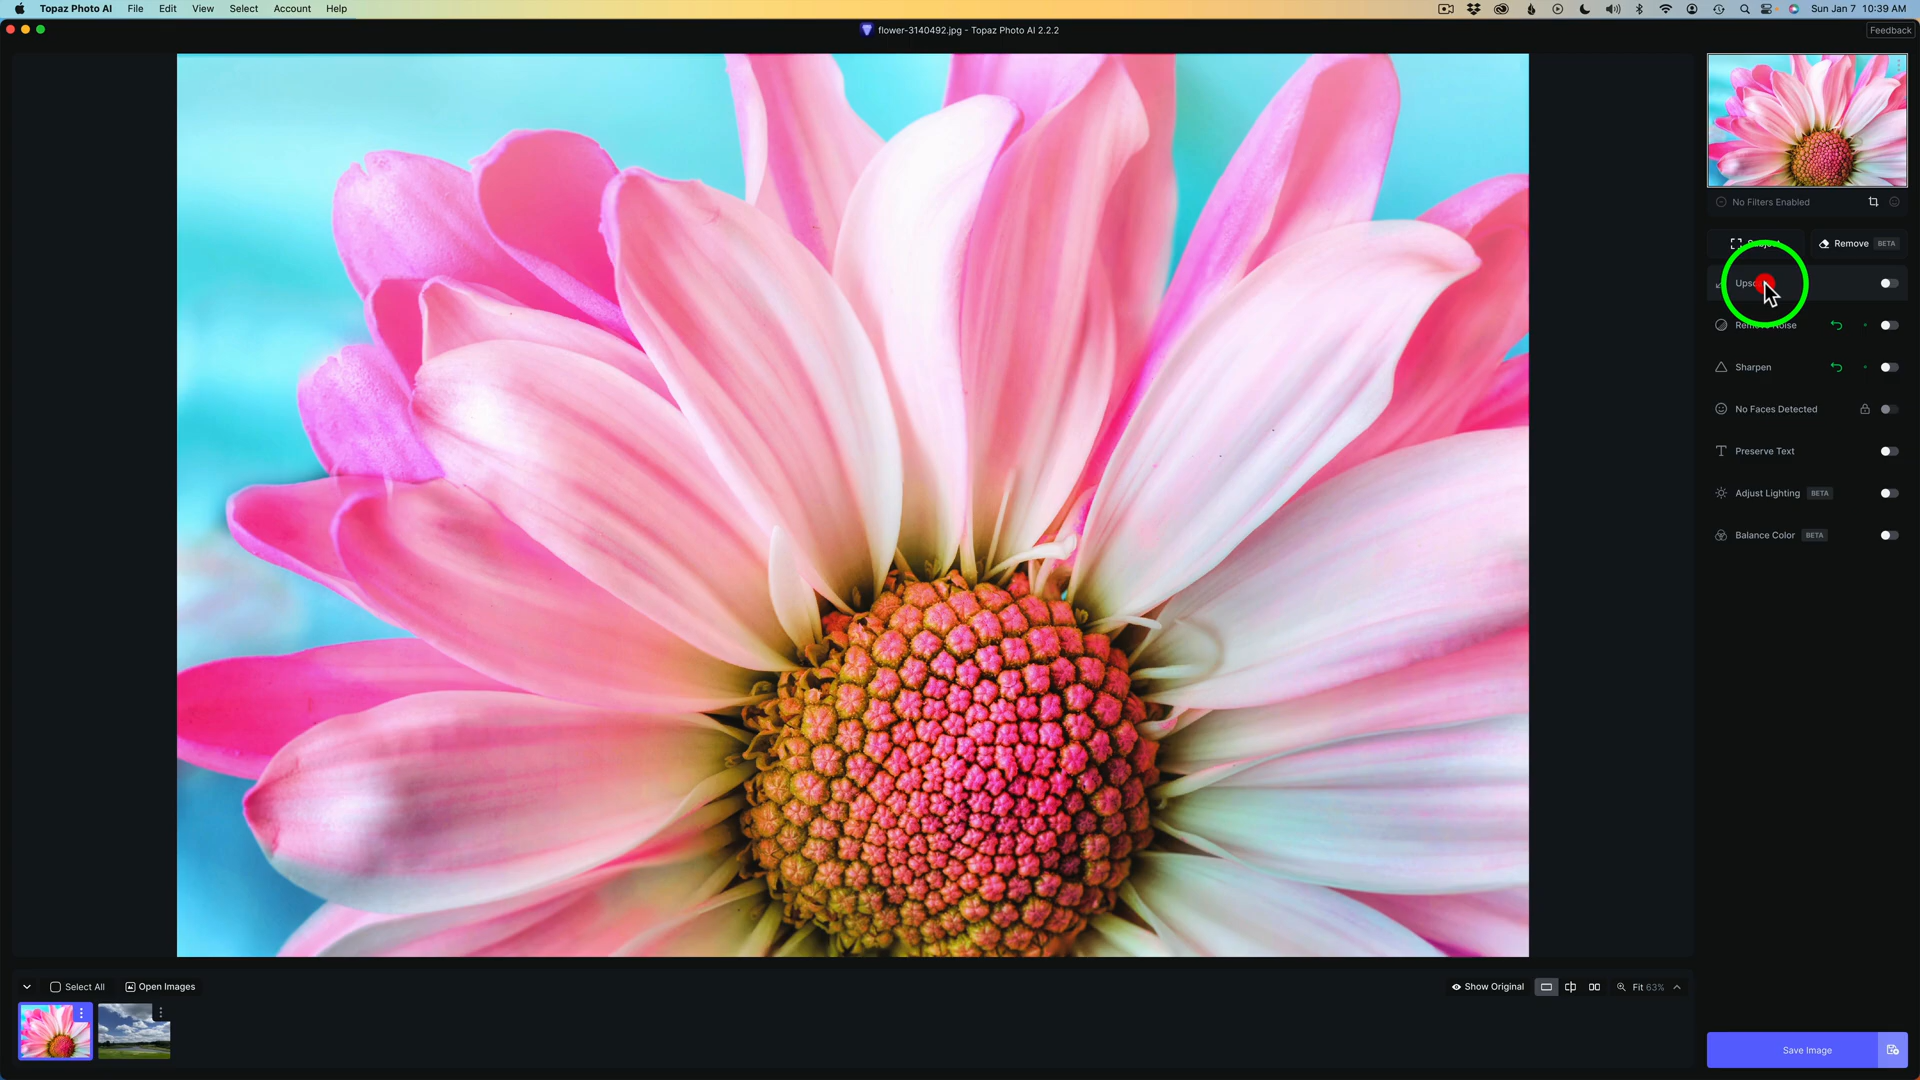 Topaz Photo AI File Edit View Select Account Help Sun Jan 7 10:39 AM
flower-3140492.jpg - Topaz Photo AI 2.2.2 Feedback
No Filters Enabled
Remove BETA
Remove Noise
Sharpen
No Faces Detected
Preserve Text
Adjust Lighting BETA
Balance Color BETA
Select All Open Images Show Original Fit 63%
Save Image